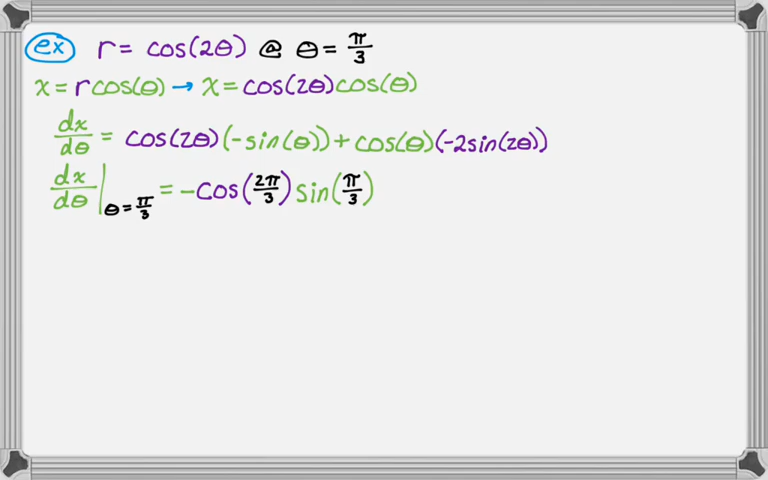 ex r = cos(2θ) @ θ = π/3
x = r cos(θ) → x = cos(2θ)cos(θ)
dx/dθ = cos(2θ)(-sin(θ)) + cos(θ)(-2sin(2θ))
dx/dθ |θ = π/3 = -cos(2π/3) sin(π/3)